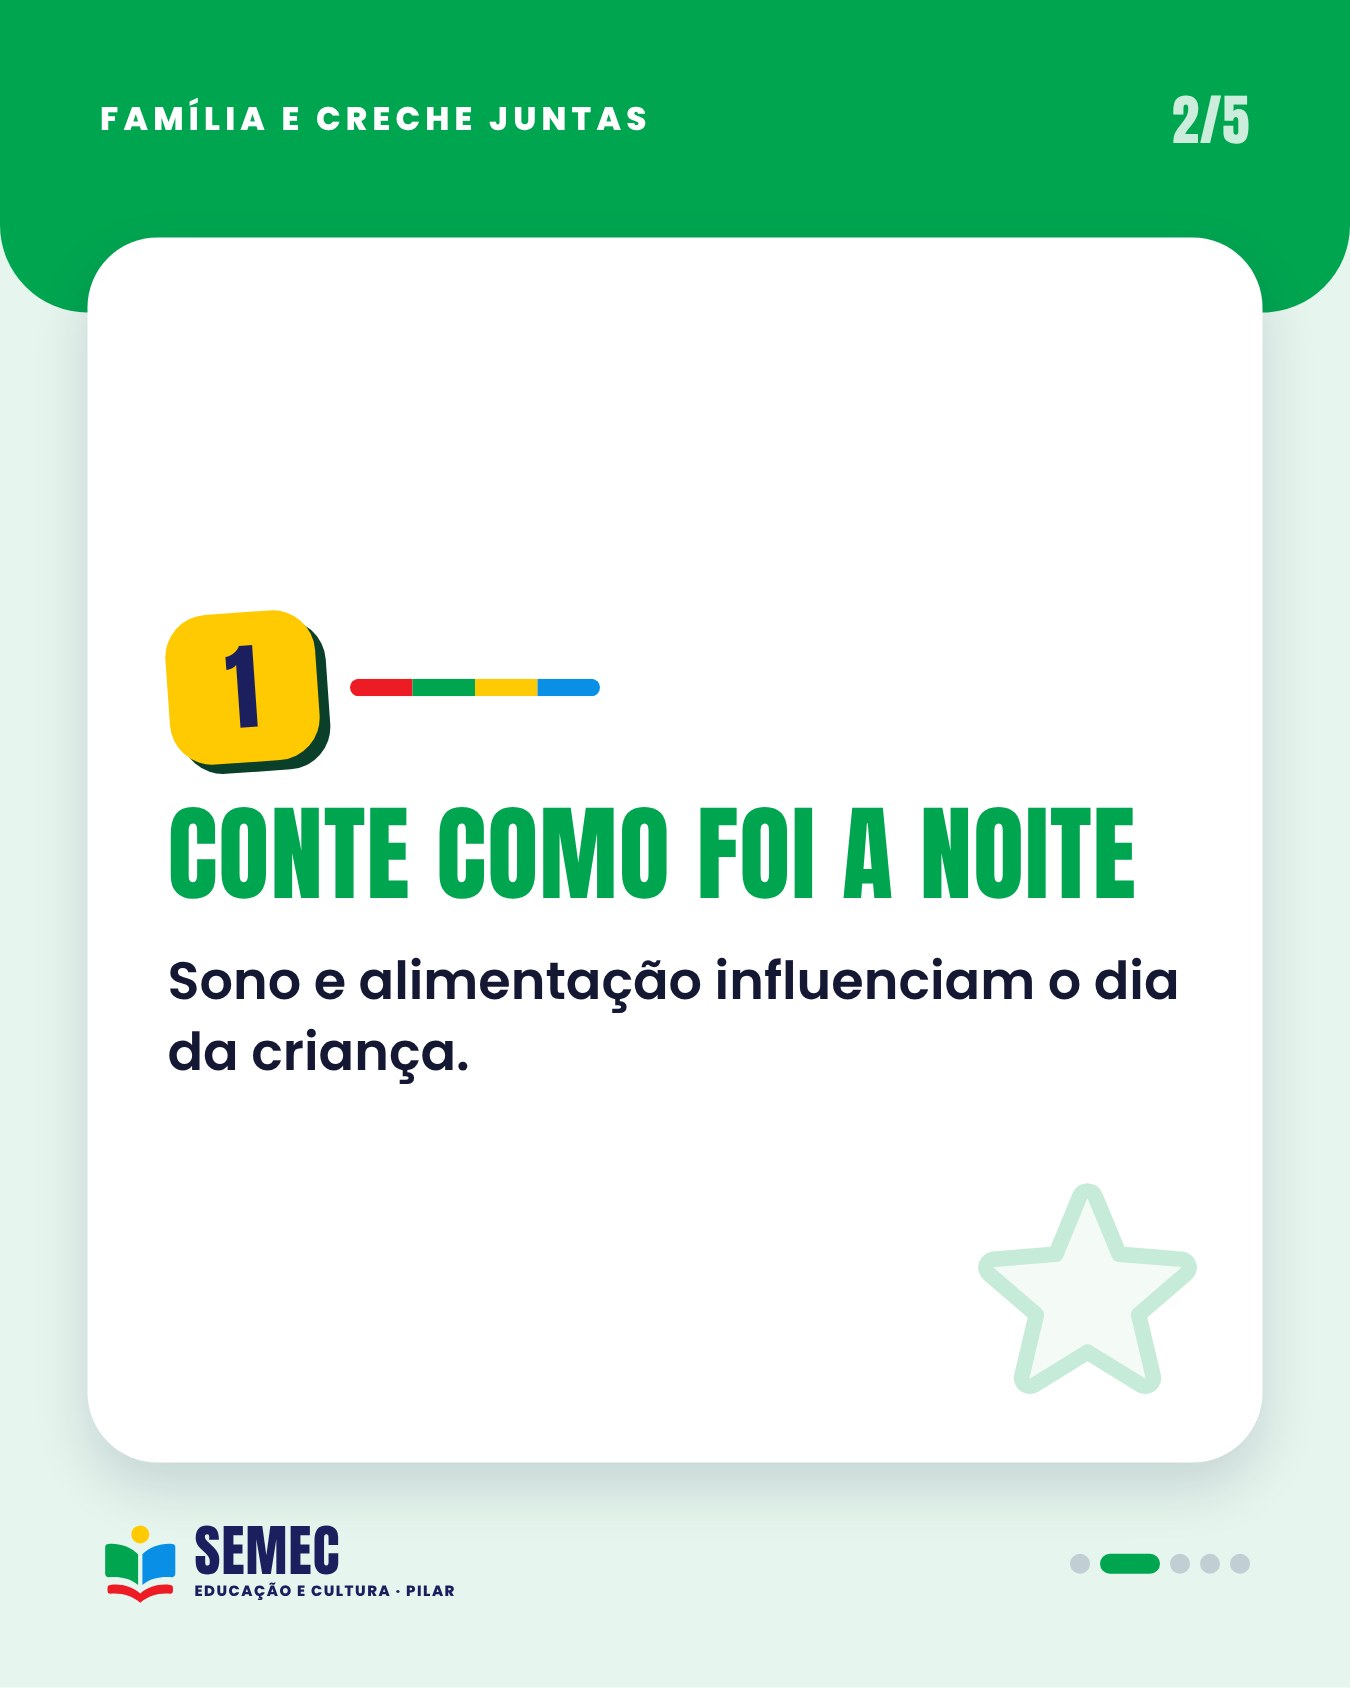 FAMÍLIA E CRECHE JUNTAS
2/5
1
CONTE COMO FOI A NOITE
Sono e alimentação influenciam o dia
da criança.
SEMEC
EDUCAÇÃO E CULTURA · PILAR